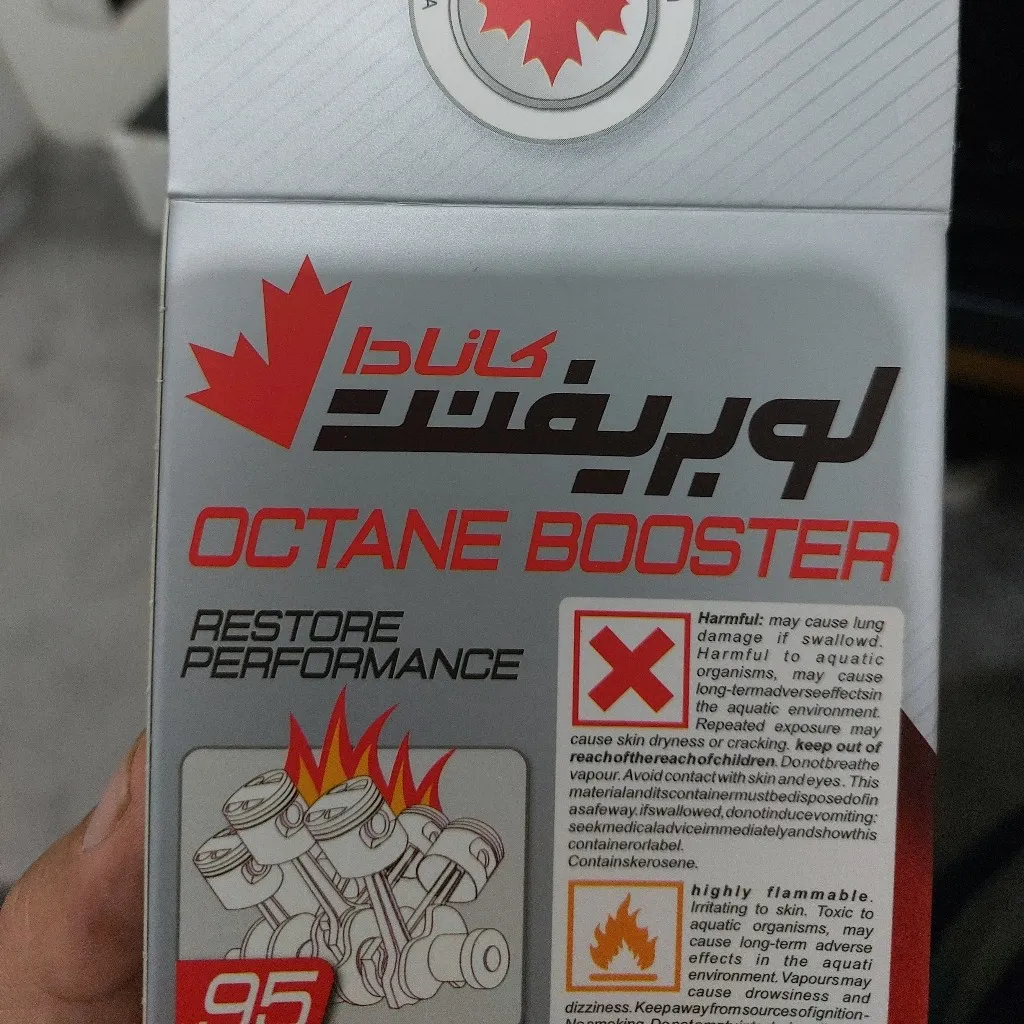 کانادا
لوبریفنت
OCTANE BOOSTER
RESTORE
PERFORMANCE
Harmful: may cause lung
damage if swallowd.
Harmful to aquatic
organisms, may cause
long-termadverseeffectsin
the aquatic environment.
Repeated exposure may
cause skin dryness or cracking. keep out of
reachofthereachofchildren. Donotbreathe
vapour. Avoid contact with skin and eyes. This
materialanditscontainermustbedisposedofin
asafeway.ifswallowed,donotinducevomiting:
seekmedicaladviceimmediatelyandshowthis
containerorlabel.
Containskerosene.
highly flammable.
Irritating to skin. Toxic to
aquatic organisms, may
cause long-term adverse
effects in the aquati
environment. Vapours may
cause drowsiness and
dizziness. Keepawayfromsourcesofignition-
95